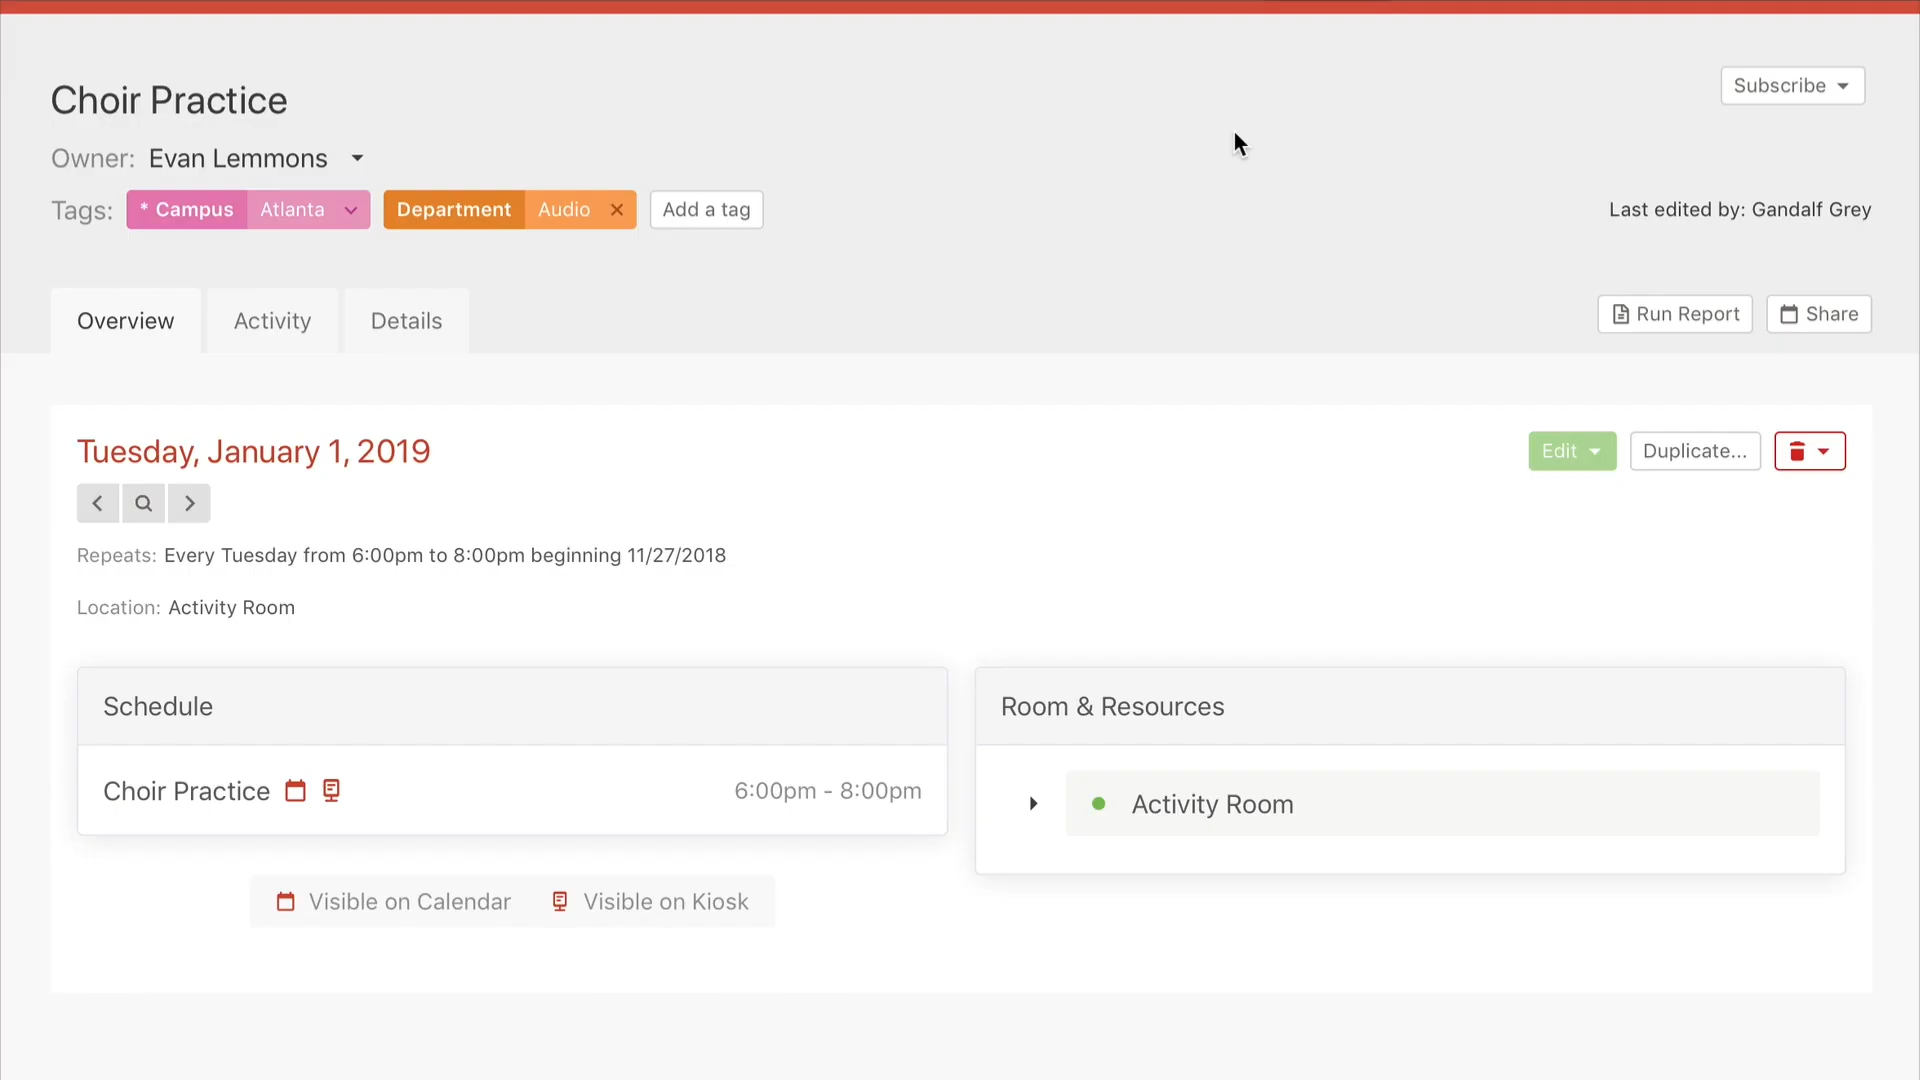 Choir Practice
Subscribe
Owner: Evan Lemmons
Tags: * Campus Atlanta Department Audio Add a tag
Last edited by: Gandalf Grey
Overview Activity Details
Run Report Share
Tuesday, January 1, 2019
Edit Duplicate...
Repeats: Every Tuesday from 6:00pm to 8:00pm beginning 11/27/2018
Location: Activity Room
Schedule
Choir Practice 6:00pm - 8:00pm
Visible on Calendar Visible on Kiosk
Room & Resources
Activity Room